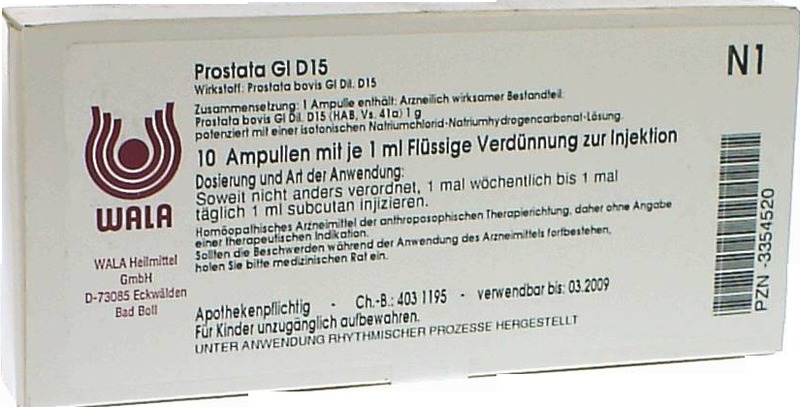 Prostata Gl D15
N1
Wirkstoff: Prostata bovis Gl Dil. D15
Zusammensetzung: 1 Ampulle enthält: Arzneilich wirksamer Bestandteil:
Prostata bovis Gl Dil. D15 (HAB, Vs. 41a) 1 g
potenziert mit einer isotonischen Natriumchlorid-Natriumhydrogencarbonat-Lösung.
10 Ampullen mit je 1 ml Flüssige Verdünnung zur Injektion
Dosierung und Art der Anwendung:
Soweit nicht anders verordnet, 1 mal wöchentlich bis 1 mal
täglich 1 ml subcutan injizieren.
Homöopathisches Arzneimittel der anthroposophischen Therapierichtung, daher ohne Angabe
einer therapeutischen Indikation.
Sollten die Beschwerden während der Anwendung des Arzneimittels fortbestehen,
holen Sie bitte medizinischen Rat ein.
Apothekenpflichtig - Ch.-B.: 403 1195 - verwendbar bis: 03.2009
Für Kinder unzugänglich aufbewahren.
UNTER ANWENDUNG RHYTHMISCHER PROZESSE HERGESTELLT
WALA
WALA Heilmittel
GmbH
D-73085 Eckwälden
Bad Boll
PZN -3354520